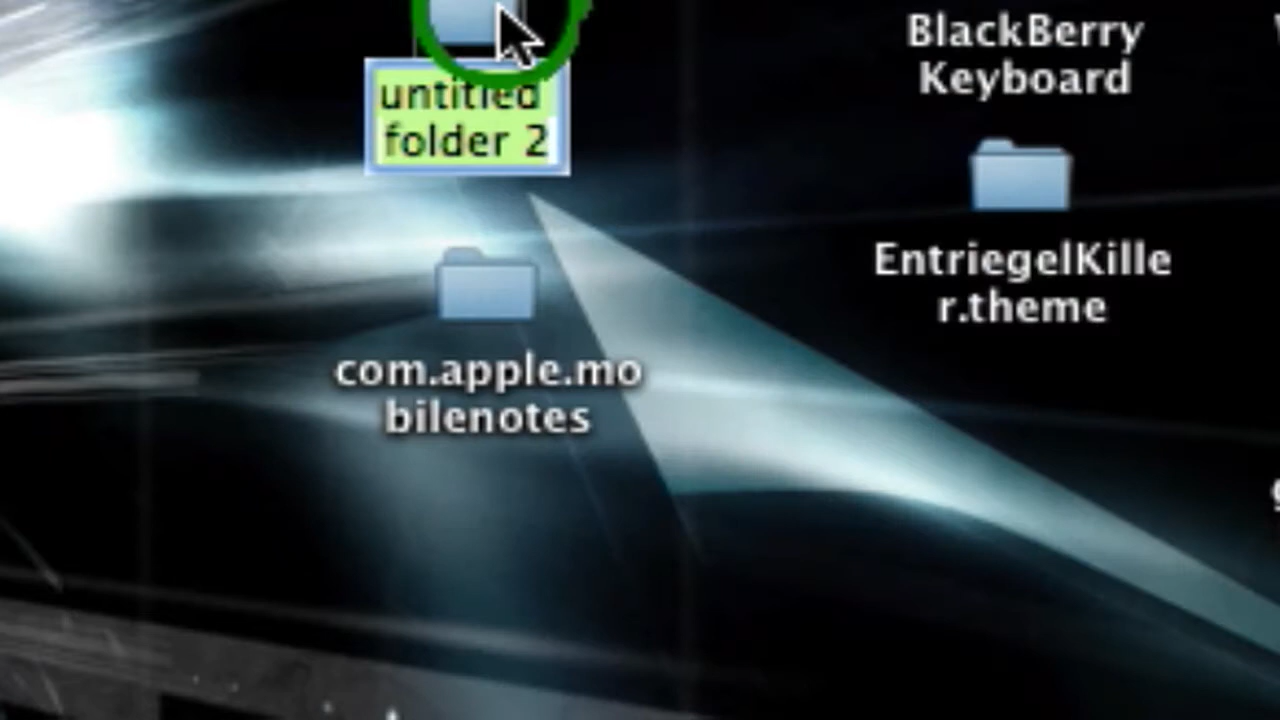 BlackBerry
Keyboard
untitled
folder 2
EntriegelKille
r.theme
com.apple.mo
bilenotes